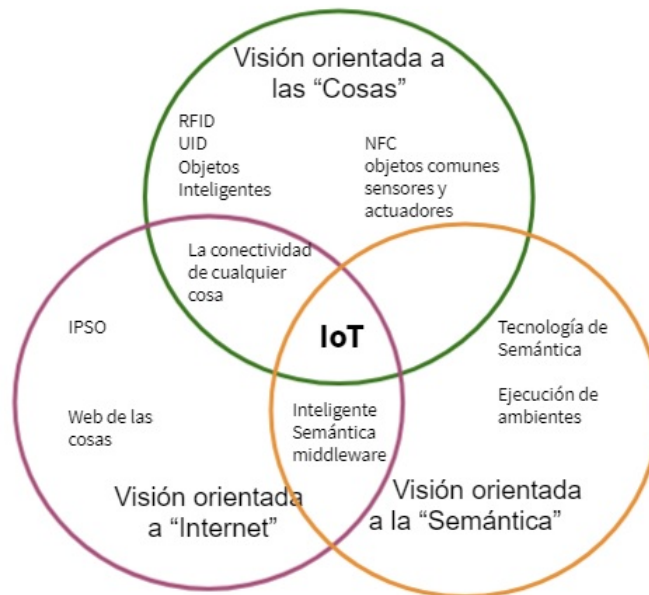 Visión orientada a
las “Cosas”
RFID
UID
Objetos
Inteligentes
NFC
objetos comunes
sensores y
actuadores
La conectividad
de cualquier
cosa
IoT
IPSO
Web de las
cosas
Tecnología de
Semántica
Ejecución de
ambientes
Inteligente
Semántica
middleware
Visión orientada
a “Internet”
Visión orientada
a la “Semántica”